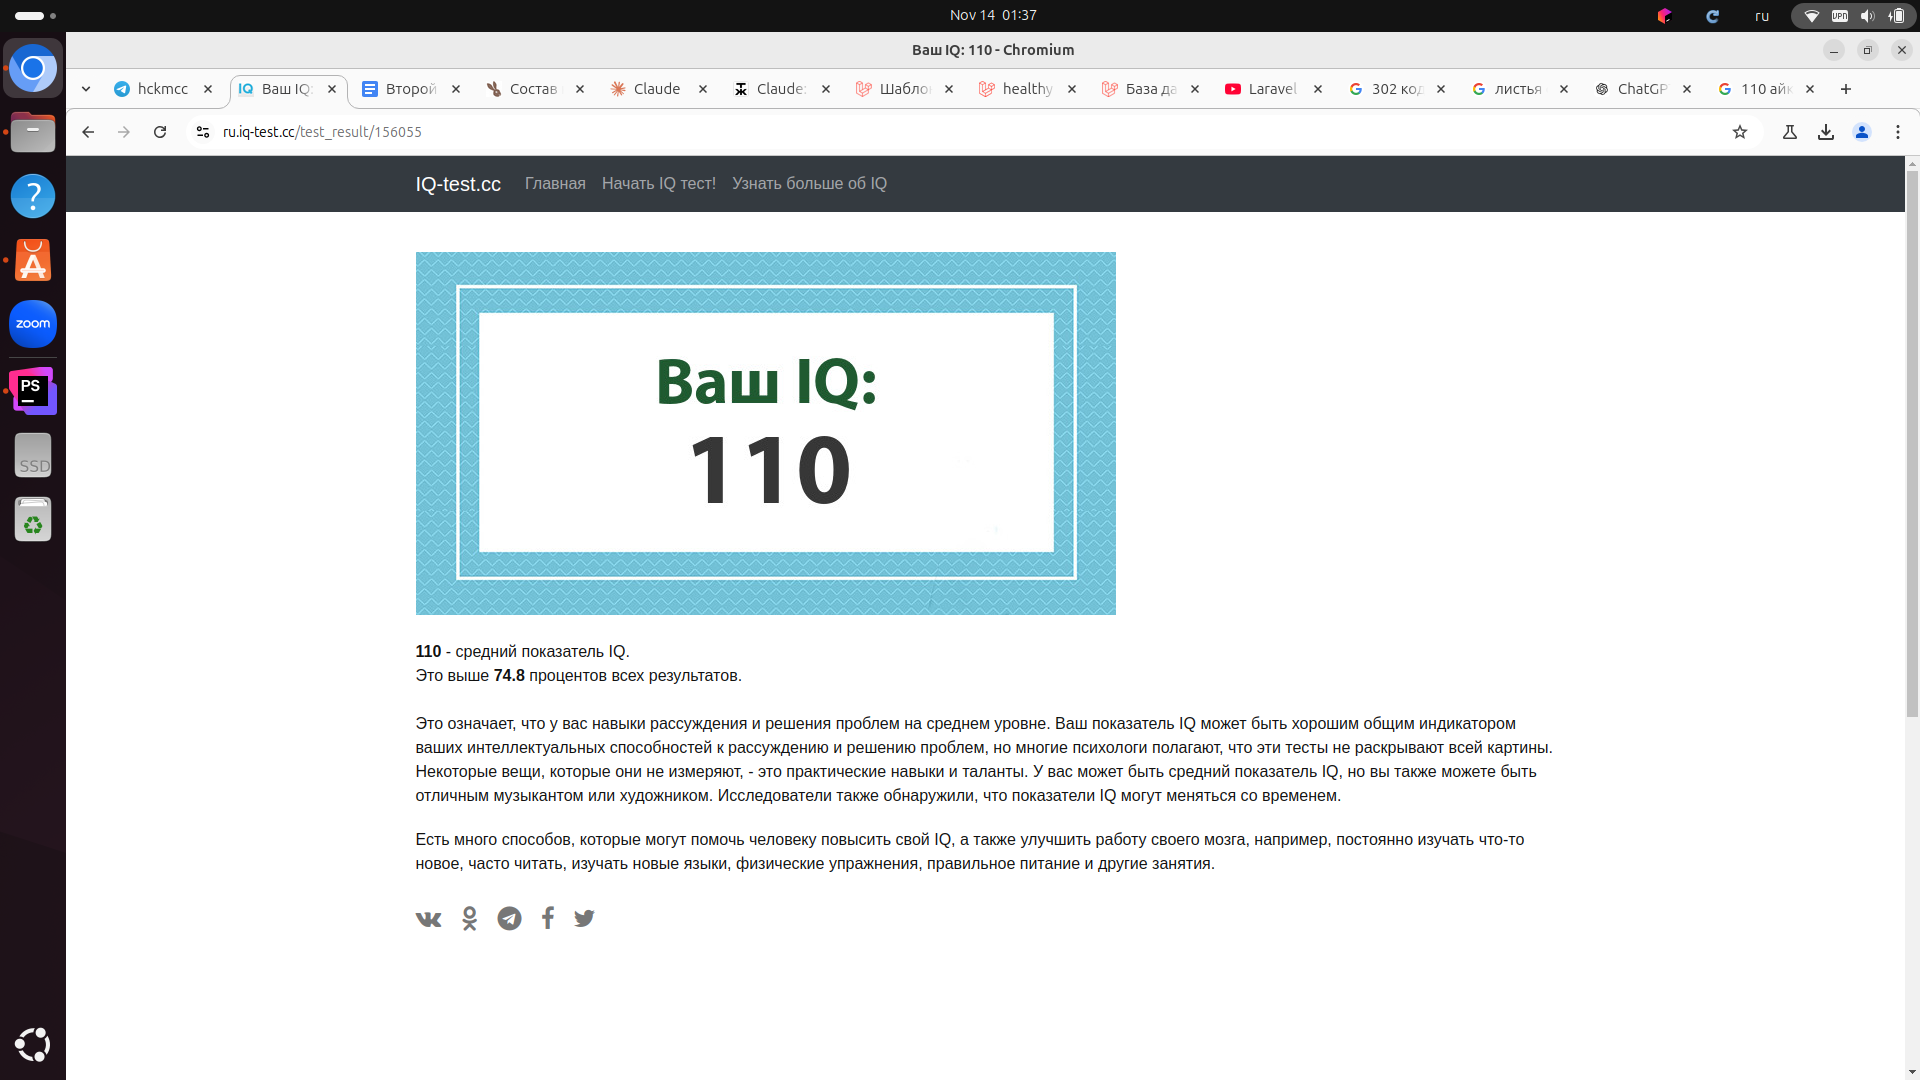 Nov 14 01:37
ru
VPN
Ваш IQ: 110 - Chromium
hckmcc
Ваш IQ:
Второй
Состав
Claude
Claude:
Шабло
healthy
База да
Laravel
302 код
листья
ChatGP
110 айк
ru.iq-test.cc/test_result/156055
IQ-test.cc
Главная
Начать IQ тест!
Узнать больше об IQ
zoom
PS
SSD
Ваш IQ:
110
110 - средний показатель IQ.
Это выше 74.8 процентов всех результатов.
Это означает, что у вас навыки рассуждения и решения проблем на среднем уровне. Ваш показатель IQ может быть хорошим общим индикатором
ваших интеллектуальных способностей к рассуждению и решению проблем, но многие психологи полагают, что эти тесты не раскрывают всей картины.
Некоторые вещи, которые они не измеряют, - это практические навыки и таланты. У вас может быть средний показатель IQ, но вы также можете быть
отличным музыкантом или художником. Исследователи также обнаружили, что показатели IQ могут меняться со временем.
Есть много способов, которые могут помочь человеку повысить свой IQ, а также улучшить работу своего мозга, например, постоянно изучать что-то
новое, часто читать, изучать новые языки, физические упражнения, правильное питание и другие занятия.